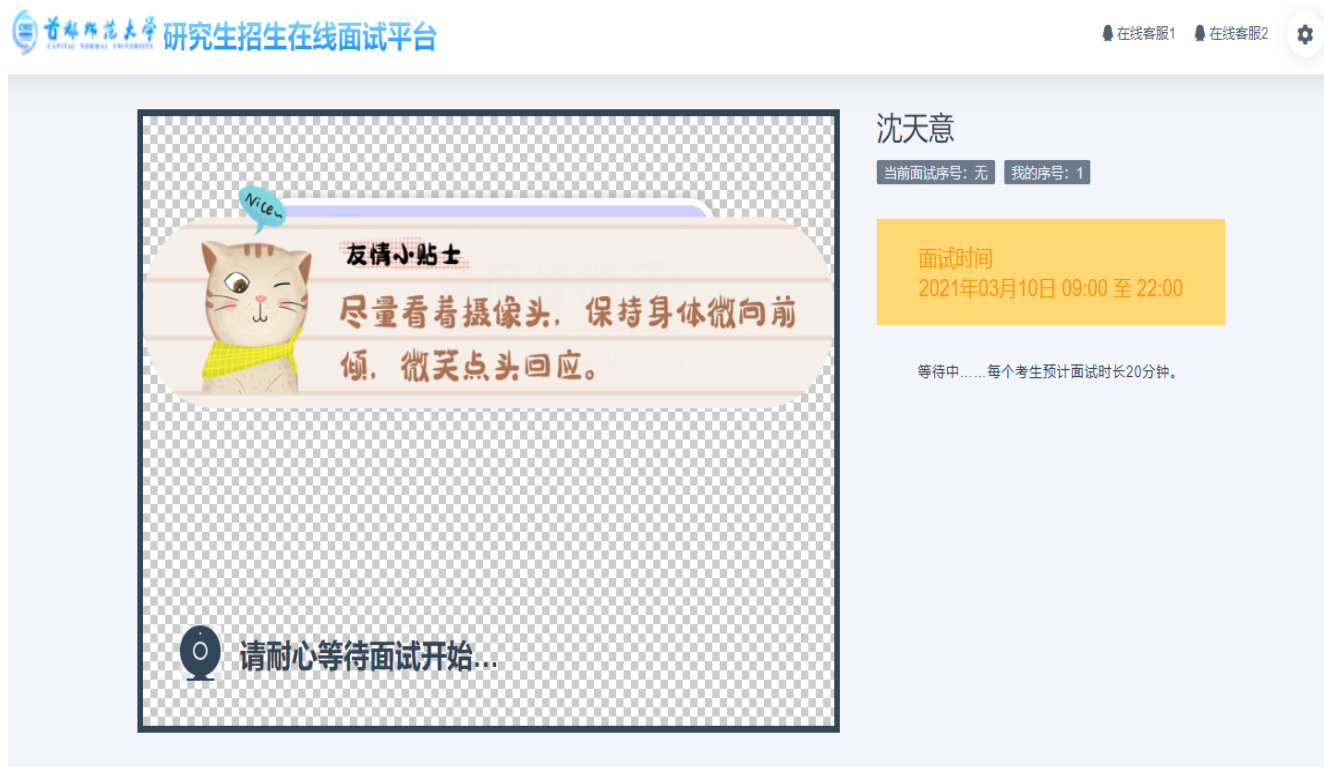 首都师范大学
CAPITAL NORMAL UNIVERSITY
研究生招生在线面试平台
在线客服1
在线客服2
沈天意
当前面试序号：无
我的序号：1
面试时间
2021年03月10日 09:00 至 22:00
等待中……每个考生预计面试时长20分钟。
Nice~
友情小贴士
尽量看着摄像头，保持身体微向前
倾，微笑点头回应。
请耐心等待面试开始...